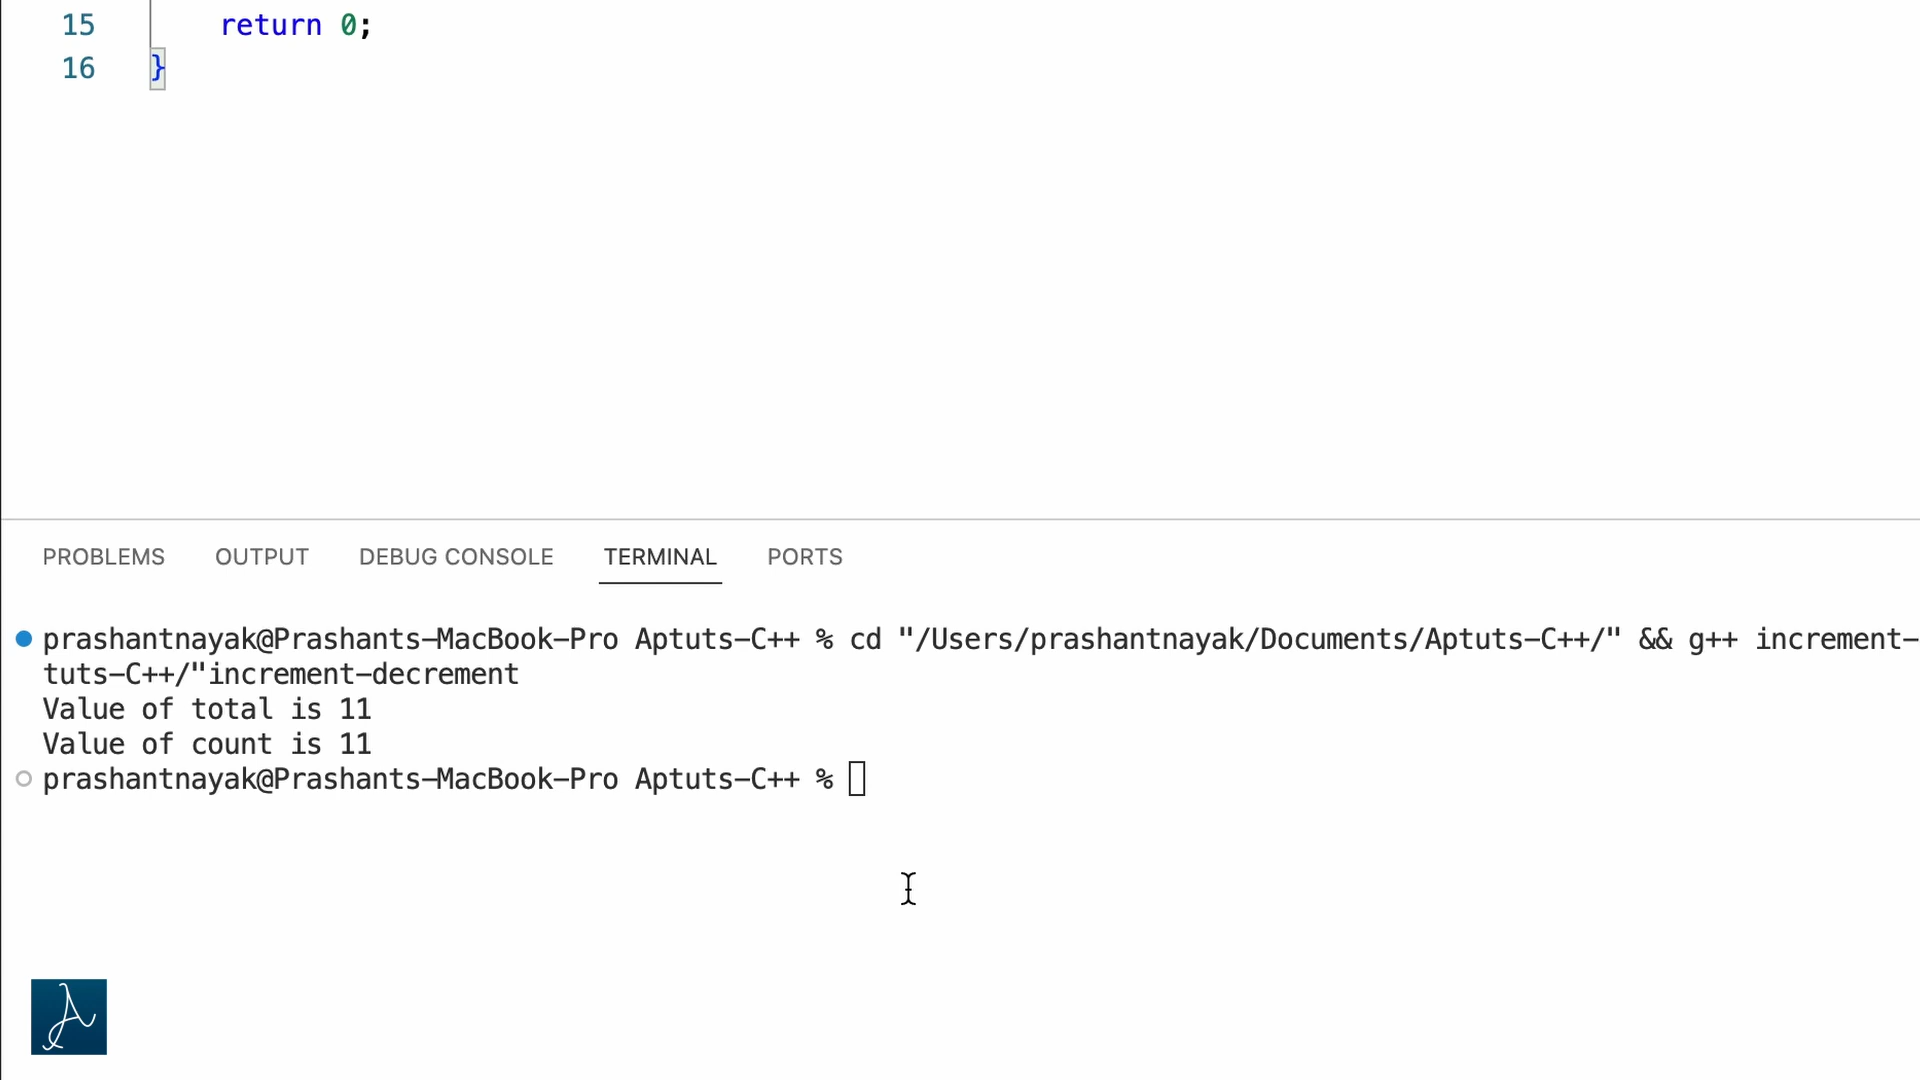 15 return 0;
16 }
PROBLEMS OUTPUT DEBUG CONSOLE TERMINAL PORTS
prashantnayak@Prashants-MacBook-Pro Aptuts-C++ % cd "/Users/prashantnayak/Documents/Aptuts-C++/" && g++ increment-
tuts-C++/"increment-decrement
Value of total is 11
Value of count is 11
prashantnayak@Prashants-MacBook-Pro Aptuts-C++ %
A